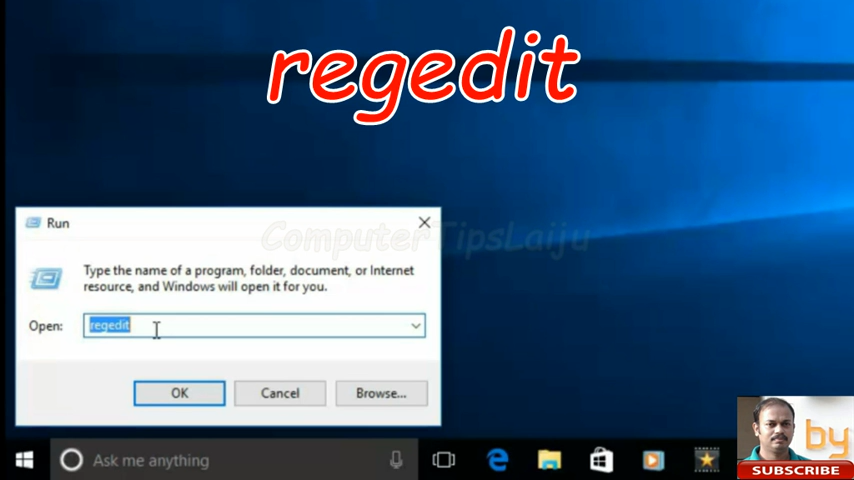 regedit
Run
ComputerTipsLaiju
Type the name of a program, folder, document, or Internet
resource, and Windows will open it for you.
Open: regedit
OK Cancel Browse...
Ask me anything
by
SUBSCRIBE